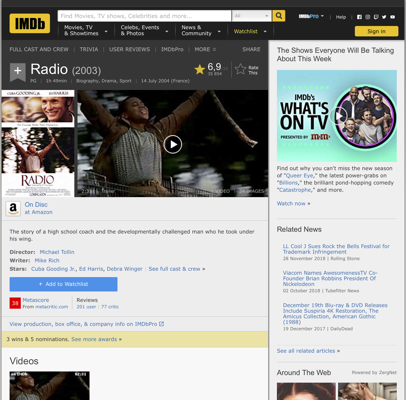 IMDb
Find Movies, TV shows, Celebrities and more...
All
IMDbPro
Help
Movies, TV
& Showtimes
Celebs, Events
& Photos
News &
Community
Watchlist
Sign in
FULL CAST AND CREW | TRIVIA | USER REVIEWS | IMDbPro | MORE
SHARE
Radio (2003)
6,9
Rate
This
PG | 1h 49min | Biography, Drama, Sport | 14 July 2004 (France)
CUBA GOODING, JR.
ED HARRIS
RADIO
On Disc
at Amazon
The story of a high school coach and the developmentally challenged man who he took under
his wing.
Director: Michael Tollin
Writer: Mike Rich
Stars: Cuba Gooding Jr., Ed Harris, Debra Winger | See full cast & crew »
+ Add to Watchlist
38
Metascore
From metacritic.com
Reviews
201 user | 77 critic
View production, box office, & company info on IMDbPro
3 wins & 5 nominations. See more awards »
Videos
The Shows Everyone Will Be Talking
About This Week
IMDb's
WHAT'S
ON TV
PRESENTED BY
Find out why you can't miss the new season
of "Queer Eye," the latest power-grabs on
"Billions," the brilliant pond-hopping comedy
"Catastrophe," and more.
Watch now »
Related News
LL Cool J Sues Rock the Bells Festival for
Trademark Infringement
28 November 2018 | Rolling Stone
Viacom Names AwesomenessTV Co-
Founder Brian Robbins President Of
Nickelodeon
02 October 2018 | Tubefilter News
December 19th Blu-ray & DVD Releases
Include Suspiria 4K Restoration, The
Amicus Collection, American Gothic
(1988)
19 December 2017 | DailyDead
See all related articles »
Around The Web
Powered by ZergNet